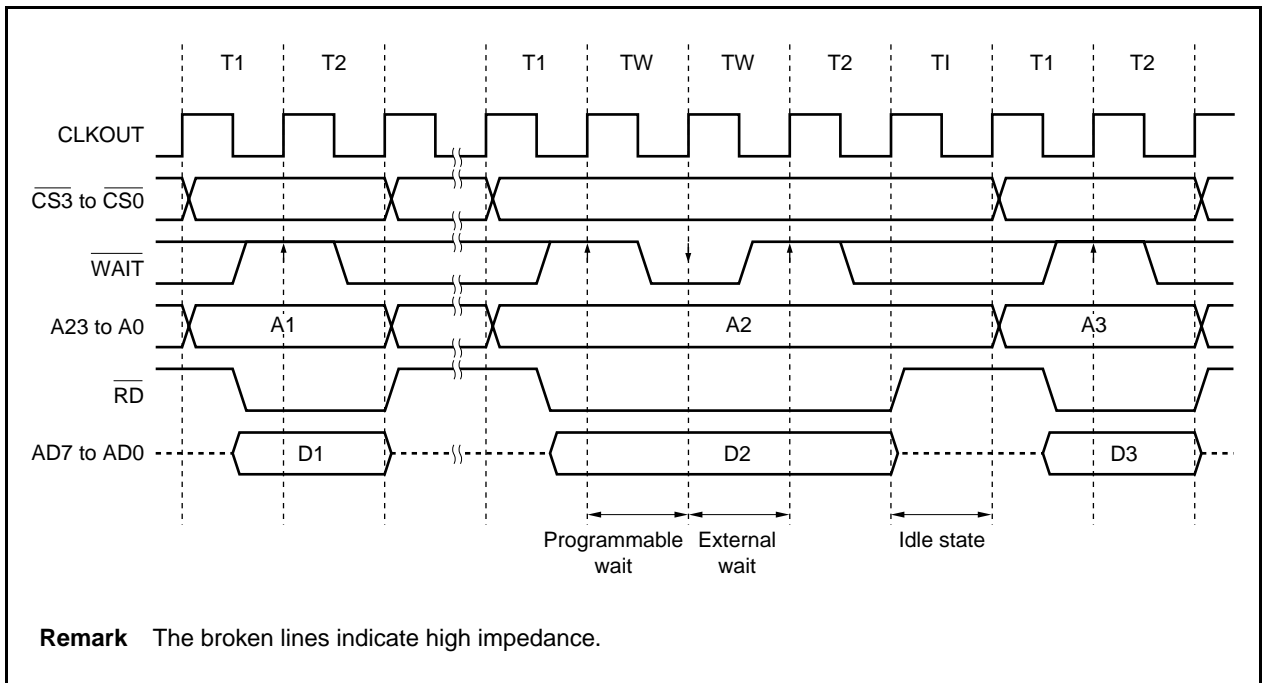 T1 T2 T1 TW TW T2 TI T1 T2
CLKOUT
CS3 to CS0
WAIT
A23 to A0 A1 A2 A3
RD
AD7 to AD0 D1 D2 D3
Programmable wait
External wait
Idle state
Remark The broken lines indicate high impedance.